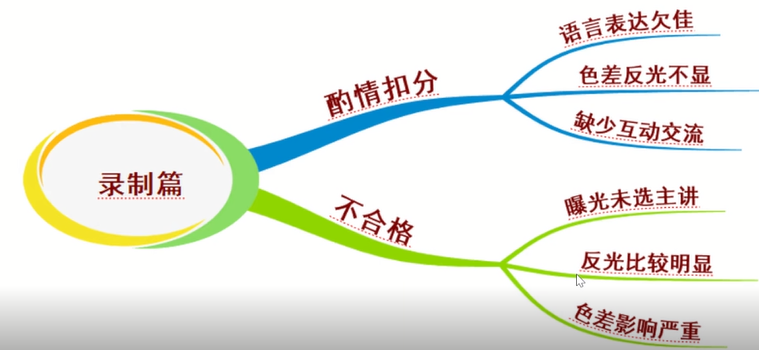 录制篇
酌情扣分
语言表达欠佳
色差反光不显
缺少互动交流
不合格
曝光未选主讲
反光比较明显
色差影响严重